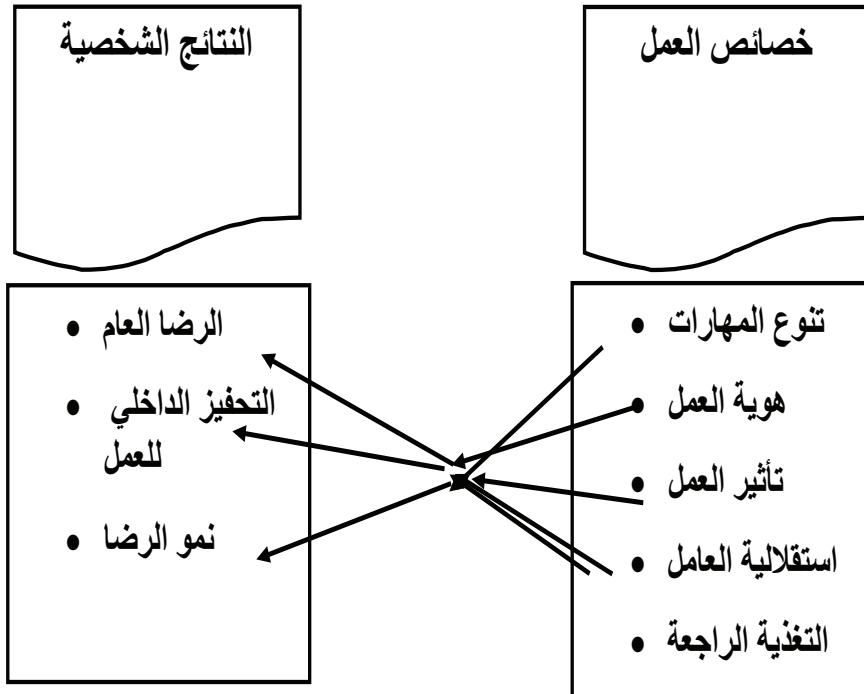 خصائص العمل
• تنوع المهارات
• هوية العمل
• تأثير العمل
• استقلالية العامل
• التغذية الراجعة
النتائج الشخصية
• الرضا العام
• التحفيز الداخلي
للعمل
• نمو الرضا